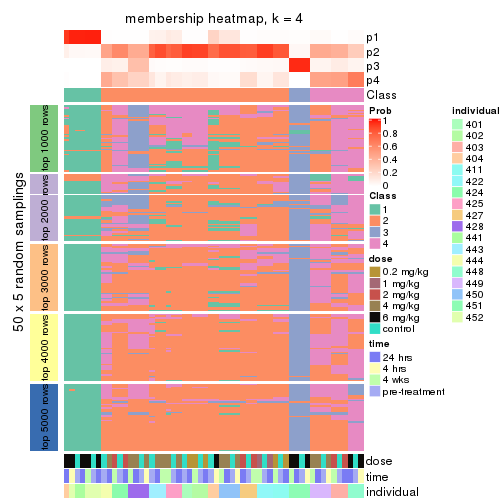 membership heatmap, k = 4
p1
p2
p3
p4
Class
50 x 5 random samplings
top 1000 rows
top 2000 rows
top 3000 rows
top 4000 rows
top 5000 rows
dose
time
individual
Prob
1
0.8
0.6
0.4
0.2
0
Class
1
2
3
4
dose
0.2 mg/kg
1 mg/kg
2 mg/kg
4 mg/kg
6 mg/kg
control
time
24 hrs
4 hrs
4 wks
pre-treatment
individual
401
402
403
404
411
422
424
425
427
428
441
443
444
448
449
450
451
452